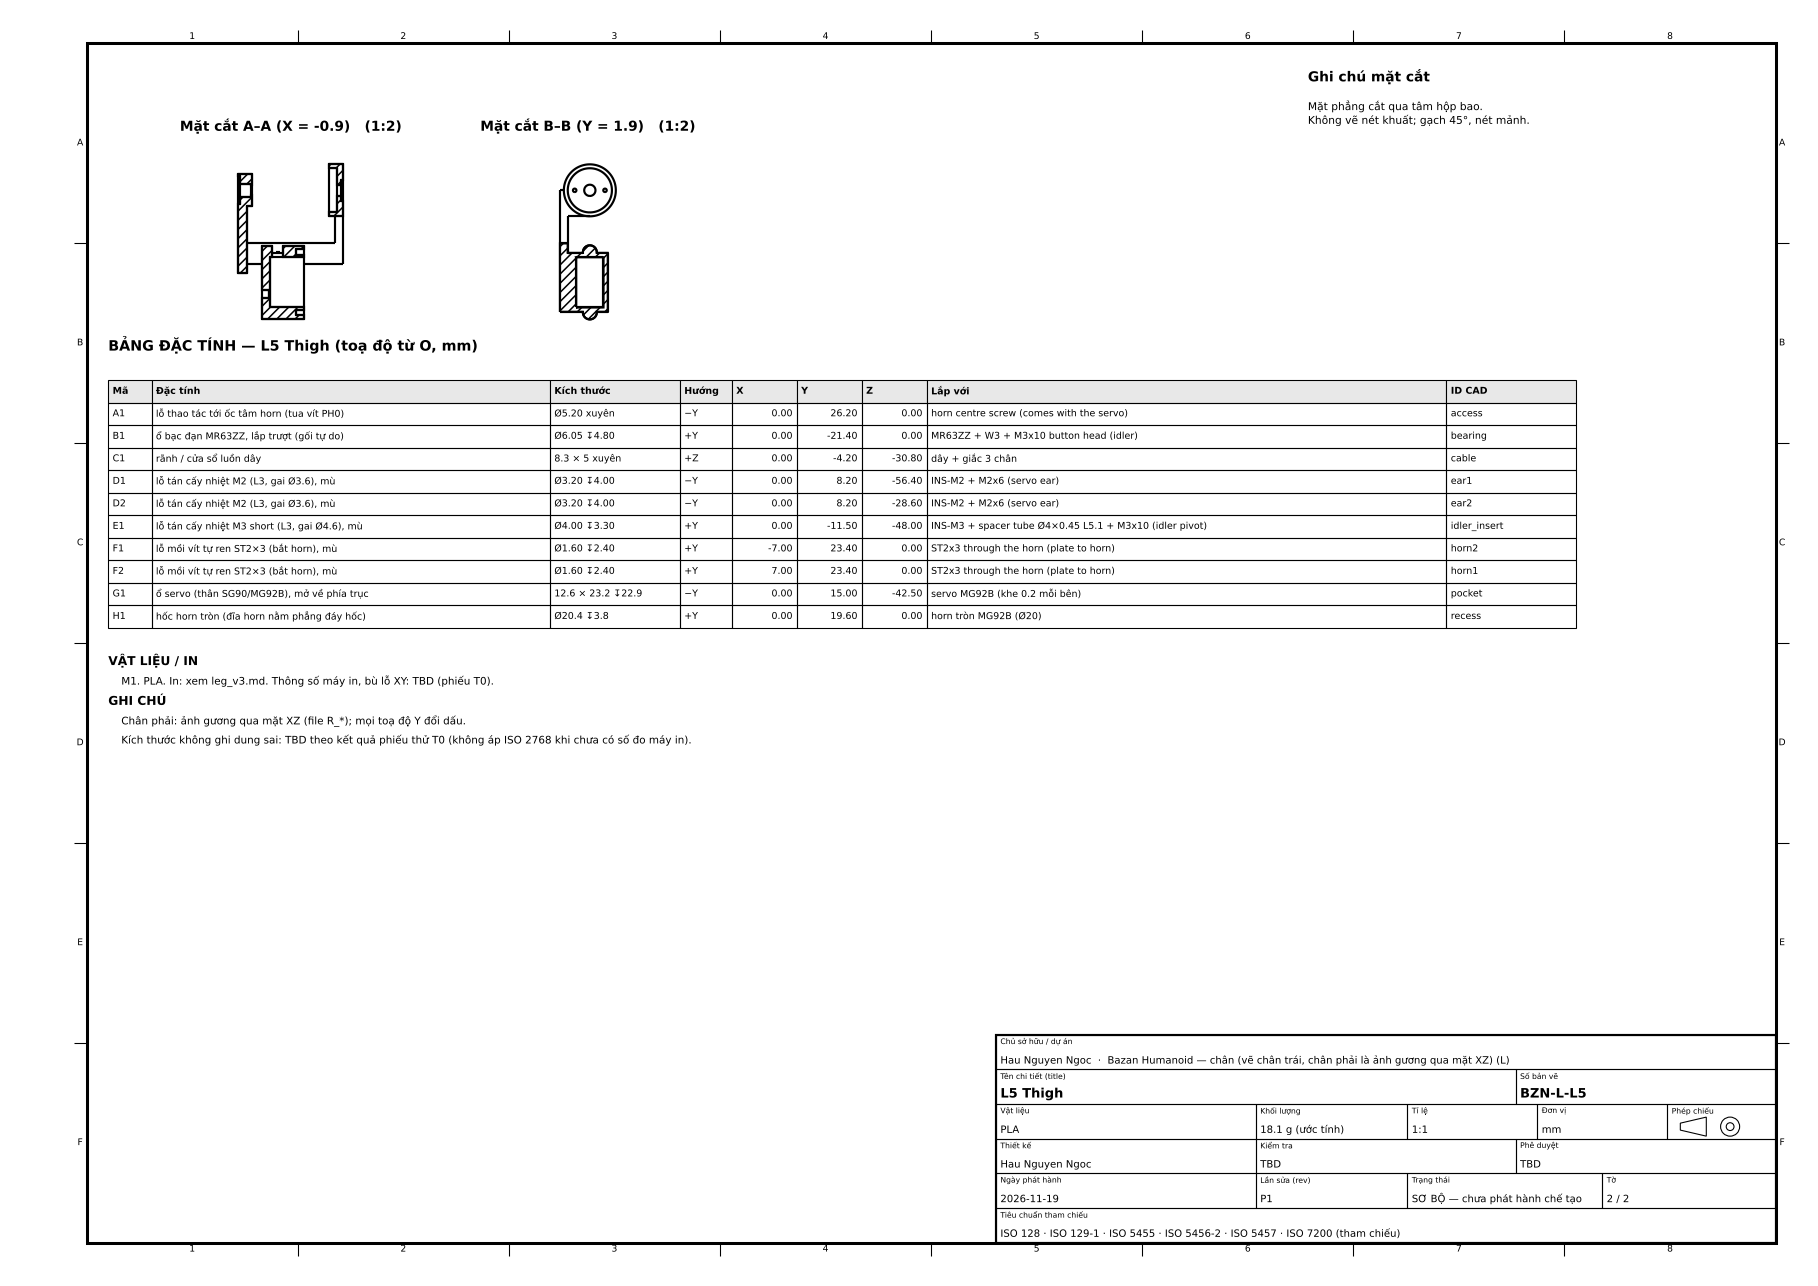 1 2 3 4 5 6 7 8
Ghi chú mặt cắt
Mặt phẳng cắt qua tâm hộp bao.
Không vẽ nét khuất; gạch 45°, nét mảnh.
Mặt cắt A–A (X = -0.9) (1:2)
Mặt cắt B–B (Y = 1.9) (1:2)
A A
B B
BẢNG ĐẶC TÍNH — L5 Thigh (toạ độ từ O, mm)
Mã Đặc tính Kích thước Hướng X Y Z Lắp với ID CAD
A1 lỗ thao tác tới ốc tâm horn (tua vít PH0) Ø5.20 xuyên −Y 0.00 26.20 0.00 horn centre screw (comes with the servo) access
B1 ổ bạc đạn MR63ZZ, lắp trượt (gối tự do) Ø6.05 ↧4.80 +Y 0.00 -21.40 0.00 MR63ZZ + W3 + M3x10 button head (idler) bearing
C1 rãnh / cửa sổ luồn dây 8.3 × 5 xuyên +Z 0.00 -4.20 -30.80 dây + giắc 3 chân cable
D1 lỗ tán cấy nhiệt M2 (L3, gai Ø3.6), mù Ø3.20 ↧4.00 −Y 0.00 8.20 -56.40 INS-M2 + M2x6 (servo ear) ear1
D2 lỗ tán cấy nhiệt M2 (L3, gai Ø3.6), mù Ø3.20 ↧4.00 −Y 0.00 8.20 -28.60 INS-M2 + M2x6 (servo ear) ear2
E1 lỗ tán cấy nhiệt M3 short (L3, gai Ø4.6), mù Ø4.00 ↧3.30 +Y 0.00 -11.50 -48.00 INS-M3 + spacer tube Ø4×0.45 L5.1 + M3x10 (idler pivot) idler_insert
F1 lỗ mồi vít tự ren ST2×3 (bắt horn), mù Ø1.60 ↧2.40 +Y -7.00 23.40 0.00 ST2x3 through the horn (plate to horn) horn2
F2 lỗ mồi vít tự ren ST2×3 (bắt horn), mù Ø1.60 ↧2.40 +Y 7.00 23.40 0.00 ST2x3 through the horn (plate to horn) horn1
G1 ổ servo (thân SG90/MG92B), mở về phía trục 12.6 × 23.2 ↧22.9 −Y 0.00 15.00 -42.50 servo MG92B (khe 0.2 mỗi bên) pocket
H1 hốc horn tròn (đĩa horn nằm phẳng đáy hốc) Ø20.4 ↧3.8 +Y 0.00 19.60 0.00 horn tròn MG92B (Ø20) recess
C C
VẬT LIỆU / IN
M1. PLA. In: xem leg_v3.md. Thông số máy in, bù lỗ XY: TBD (phiếu T0).
GHI CHÚ
Chân phải: ảnh gương qua mặt XZ (file R_*); mọi toạ độ Y đổi dấu.
Kích thước không ghi dung sai: TBD theo kết quả phiếu thử T0 (không áp ISO 2768 khi chưa có số đo máy in).
D D
E E
F F
Chủ sở hữu / dự án
Hau Nguyen Ngoc · Bazan Humanoid — chân (vẽ chân trái, chân phải là ảnh gương qua mặt XZ) (L)
Tên chi tiết (title) Số bản vẽ
L5 Thigh BZN-L-L5
Vật liệu Khối lượng Tỉ lệ Đơn vị Phép chiếu
PLA 18.1 g (ước tính) 1:1 mm
Thiết kế Kiểm tra Phê duyệt
Hau Nguyen Ngoc TBD TBD
Ngày phát hành Lần sửa (rev) Trạng thái Tờ
2026-11-19 P1 SƠ BỘ — chưa phát hành chế tạo 2 / 2
Tiêu chuẩn tham chiếu
ISO 128 · ISO 129-1 · ISO 5455 · ISO 5456-2 · ISO 5457 · ISO 7200 (tham chiếu)
1 2 3 4 5 6 7 8